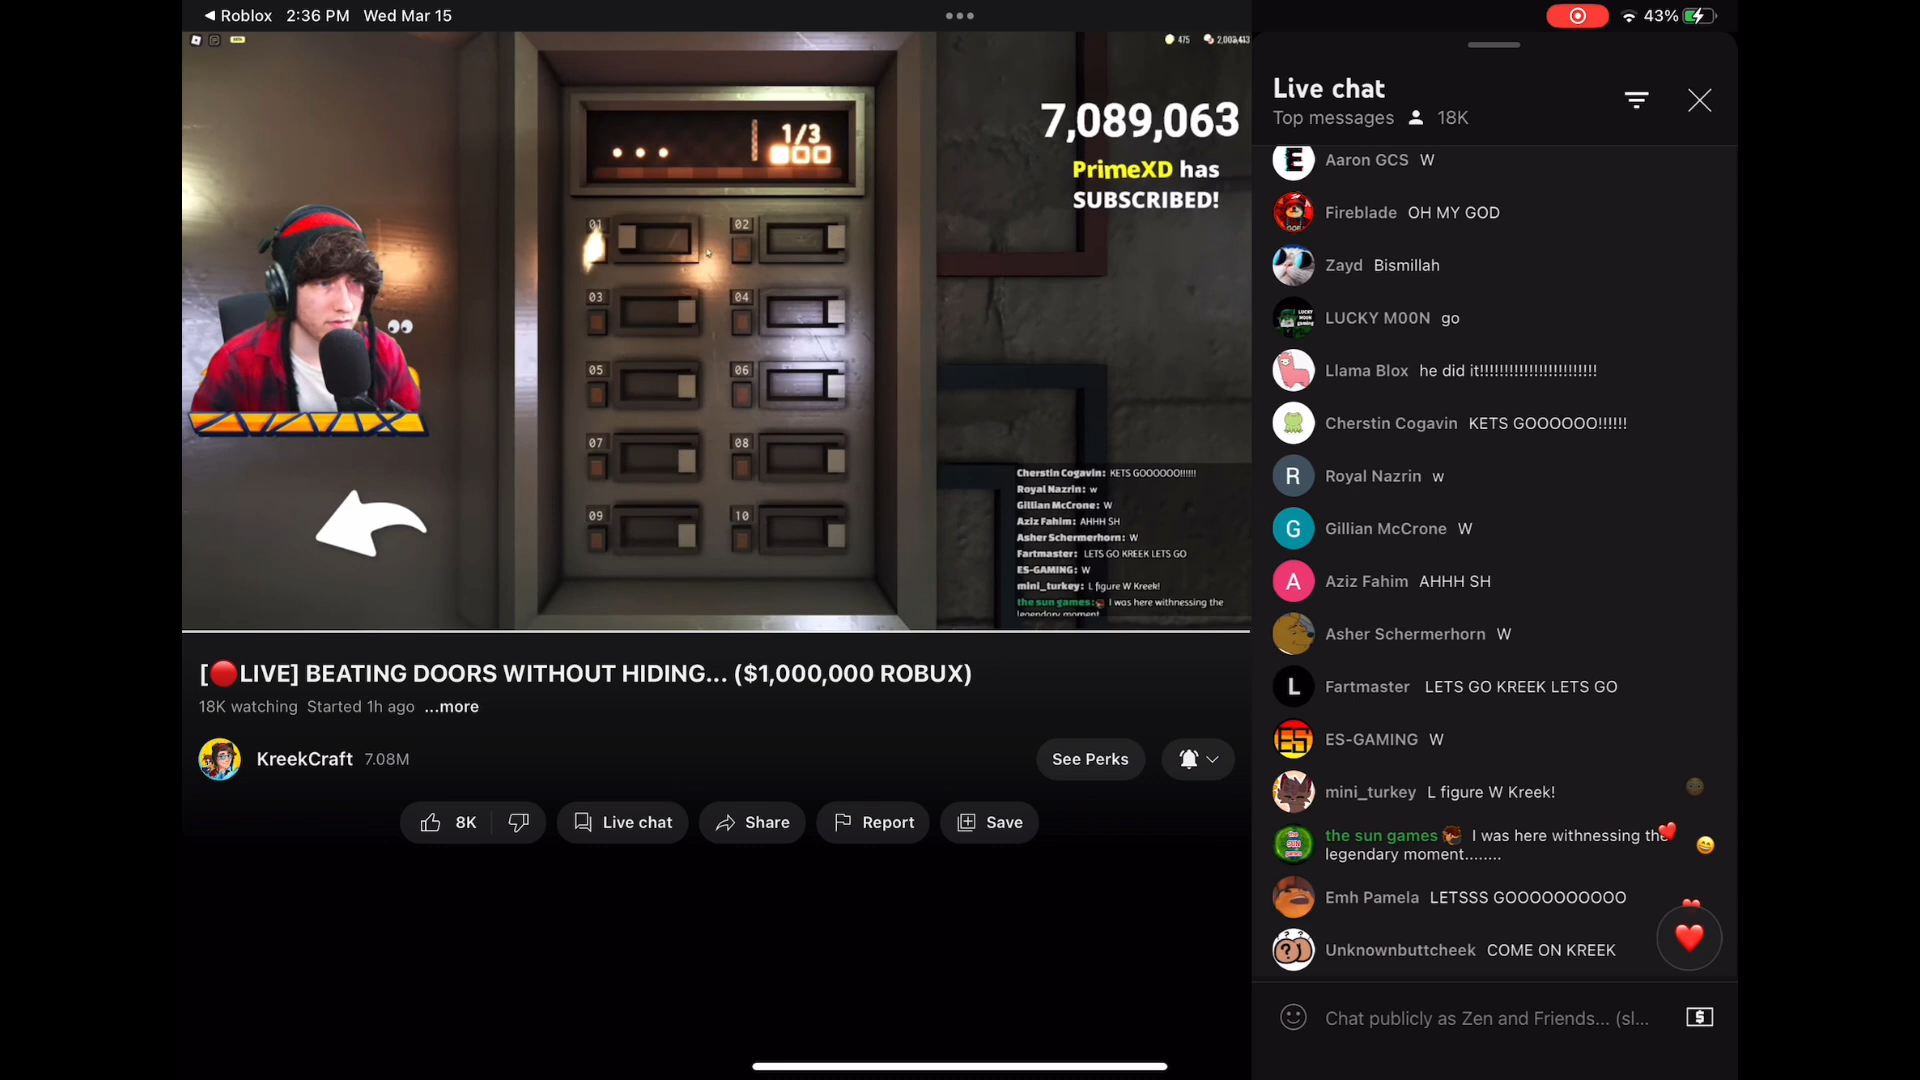 Roblox 2:36 PM Wed Mar 15
43%
475
7,089,063
PrimeXD has
SUBSCRIBED!
1/3
01
02
03
04
05
06
07
08
09
10
Cherstin Cogavin: KETS GOOOOOO!!!!!!
Royal Nazrin: w
Gillian McCrone: W
Aziz Fahim: AHHH SH
Asher Schermerhorn: W
Fartmaster: LETS GO KREEK LETS GO
ES-GAMING: W
mini_turkey: L figure W Kreek!
the sun games: I was here withnessing the
legendary moment
[🔴LIVE] BEATING DOORS WITHOUT HIDING... ($1,000,000 ROBUX)
18K watching Started 1h ago ...more
KreekCraft 7.08M
See Perks
8K
Live chat
Share
Report
Save
Live chat
Top messages 18K
Aaron GCS W
Fireblade OH MY GOD
Zayd Bismillah
LUCKY M00N go
Llama Blox he did it!!!!!!!!!!!!!!!!!!!!!!!!
Cherstin Cogavin KETS GOOOOOO!!!!!!
R
Royal Nazrin w
G
Gillian McCrone W
A
Aziz Fahim AHHH SH
Asher Schermerhorn W
L
Fartmaster LETS GO KREEK LETS GO
ES
ES-GAMING W
mini_turkey L figure W Kreek!
the sun games I was here withnessing the
legendary moment........
Emh Pamela LETSSS GOOOOOOOOOO
Unknownbuttcheek COME ON KREEK
Chat publicly as Zen and Friends... (sl...